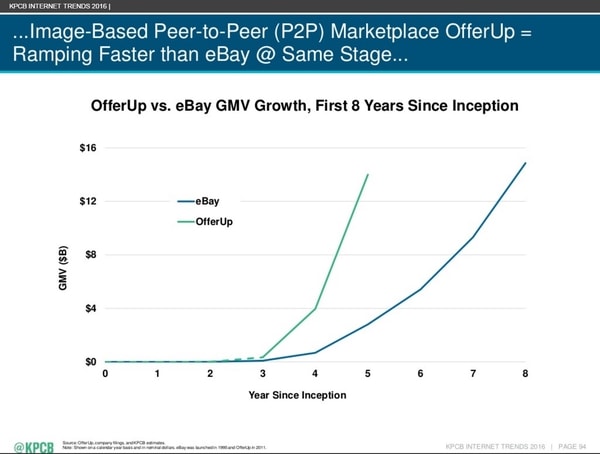 KPCB INTERNET TRENDS 2016 |
...Image-Based Peer-to-Peer (P2P) Marketplace OfferUp =
Ramping Faster than eBay @ Same Stage...
OfferUp vs. eBay GMV Growth, First 8 Years Since Inception
$16
$12
$8
$4
$0
GMV ($B)
eBay
OfferUp
0 1 2 3 4 5 6 7 8
Year Since Inception
@KPCB
Source: OfferUp, company filings, and KPCB estimates.
Note: Shown on a calendar year basis and in nominal dollars. eBay was launched in 1995 and OfferUp in 2011.
KPCB INTERNET TRENDS 2016 | PAGE 94